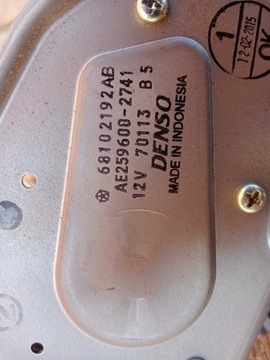 68102192AB
AE259600-2741
12V 70113 B5
DENSO
MADE IN INDONESIA
1
12-02-2015
OK